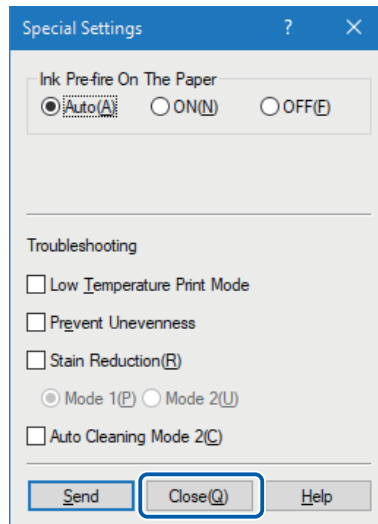 Special Settings ? ×
Ink Pre-fire On The Paper
Auto(A) ON(N) OFF(F)
Troubleshooting
Low Temperature Print Mode
Prevent Unevenness
Stain Reduction(R)
Mode 1(P) Mode 2(U)
Auto Cleaning Mode 2(C)
Send Close(Q) Help